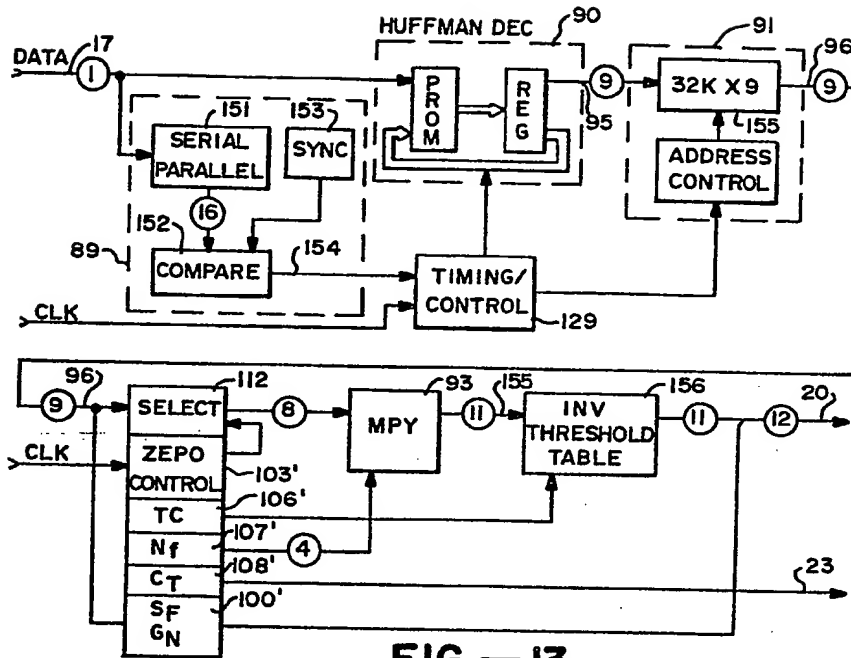 HUFFMAN DEC
90
91
96
DATA
17
1
PROM
REG
9
95
32K X 9
9
155
151
153
SERIAL
PARALLEL
SYNC
ADDRESS
CONTROL
16
152
154
89
COMPARE
TIMING/
CONTROL
129
CLK
9
96
112
SELECT
8
93
MPY
11
155
156
INV
THRESHOLD
TABLE
11
12
20
CLK
ZEPO
CONTROL
103'
106'
TC
107'
Nf
4
108'
CT
100'
23
SF
GN
FIG.—13